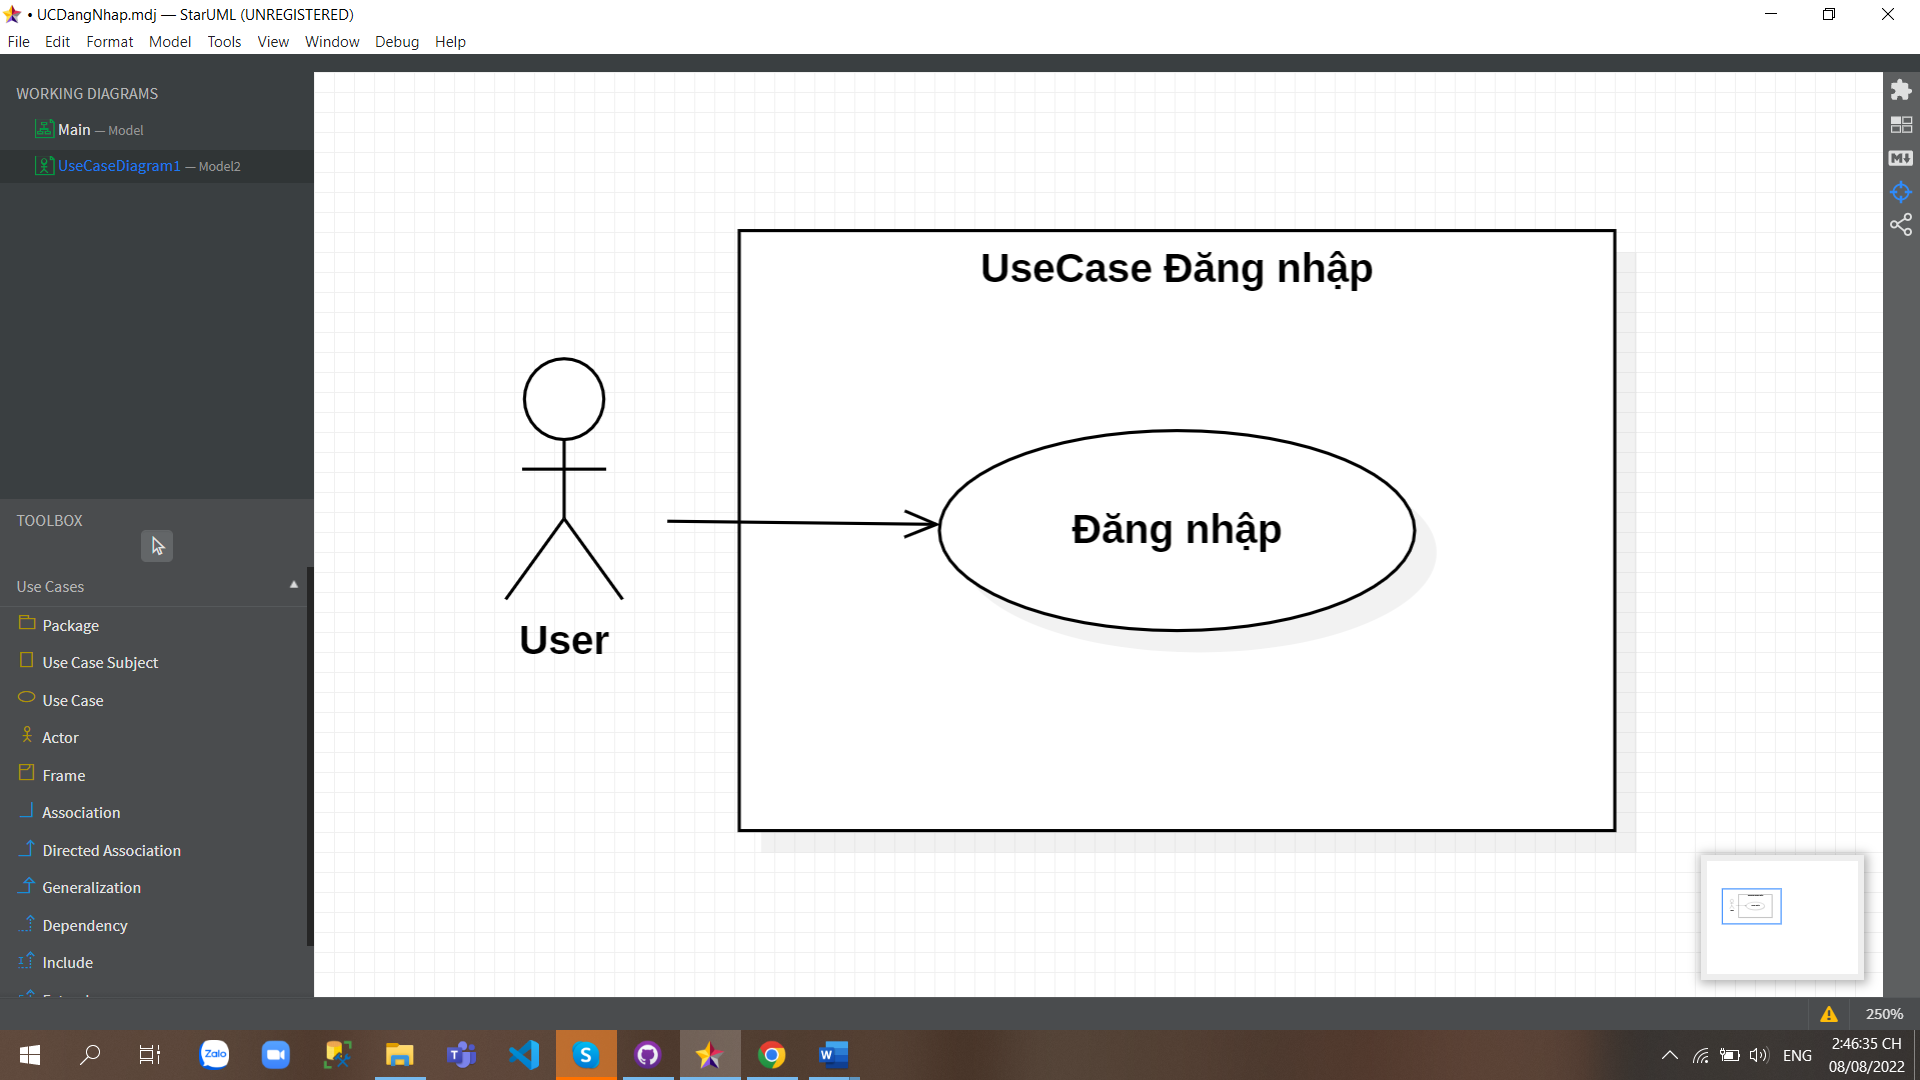 • UCDangNhap.mdj — StarUML (UNREGISTERED)
File Edit Format Model Tools View Window Debug Help
WORKING DIAGRAMS
Main — Model
UseCaseDiagram1 — Model2
M
UseCase Đăng nhập
Đăng nhập
User
TOOLBOX
Use Cases
Package
Use Case Subject
Use Case
Actor
Frame
Association
Directed Association
Generalization
Dependency
Include
250%
Zalo
T
S
W
ENG
2:46:35 CH
08/08/2022